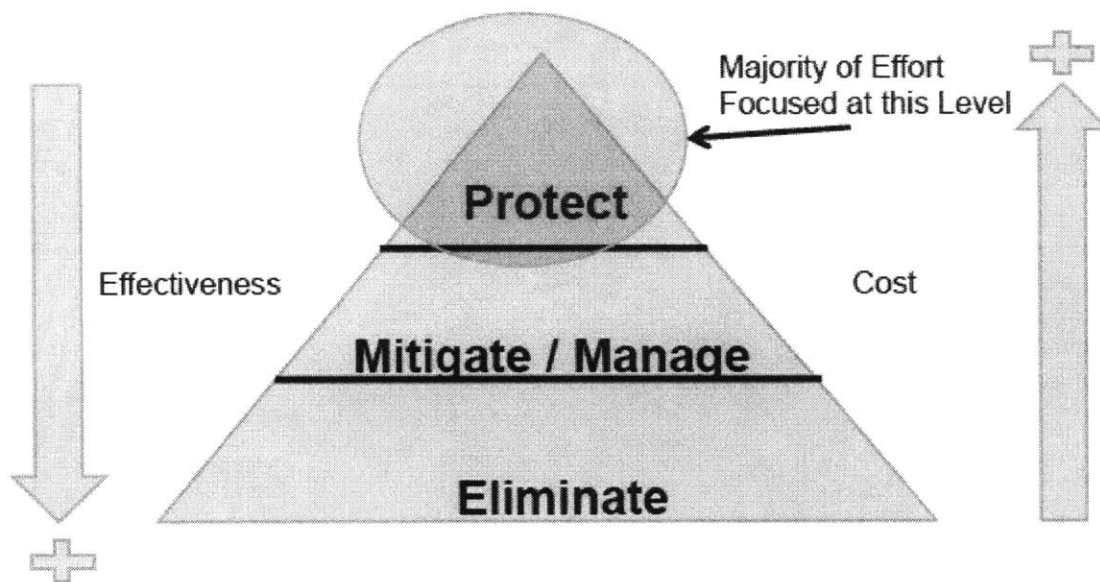 Majority of Effort
Focused at this Level
Protect
Effectiveness
Cost
Mitigate / Manage
Eliminate